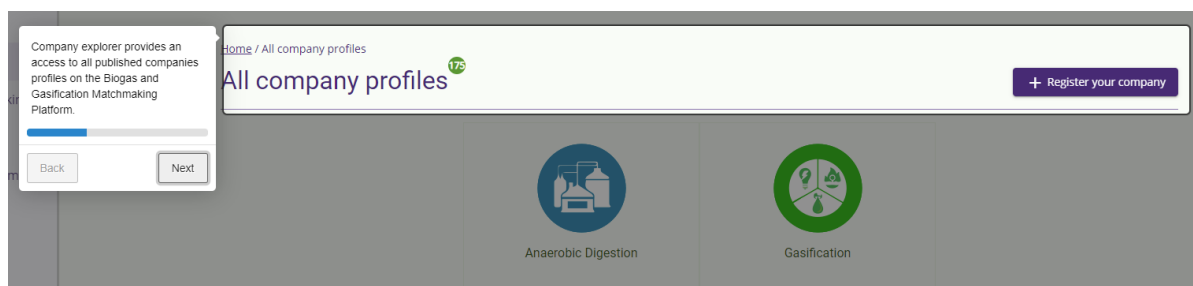 Company explorer provides an
access to all published companies
profiles on the Biogas and
Gasification Matchmaking
Platform.
Back
Next
Home / All company profiles
All company profiles
175
+ Register your company
Anaerobic Digestion
Gasification